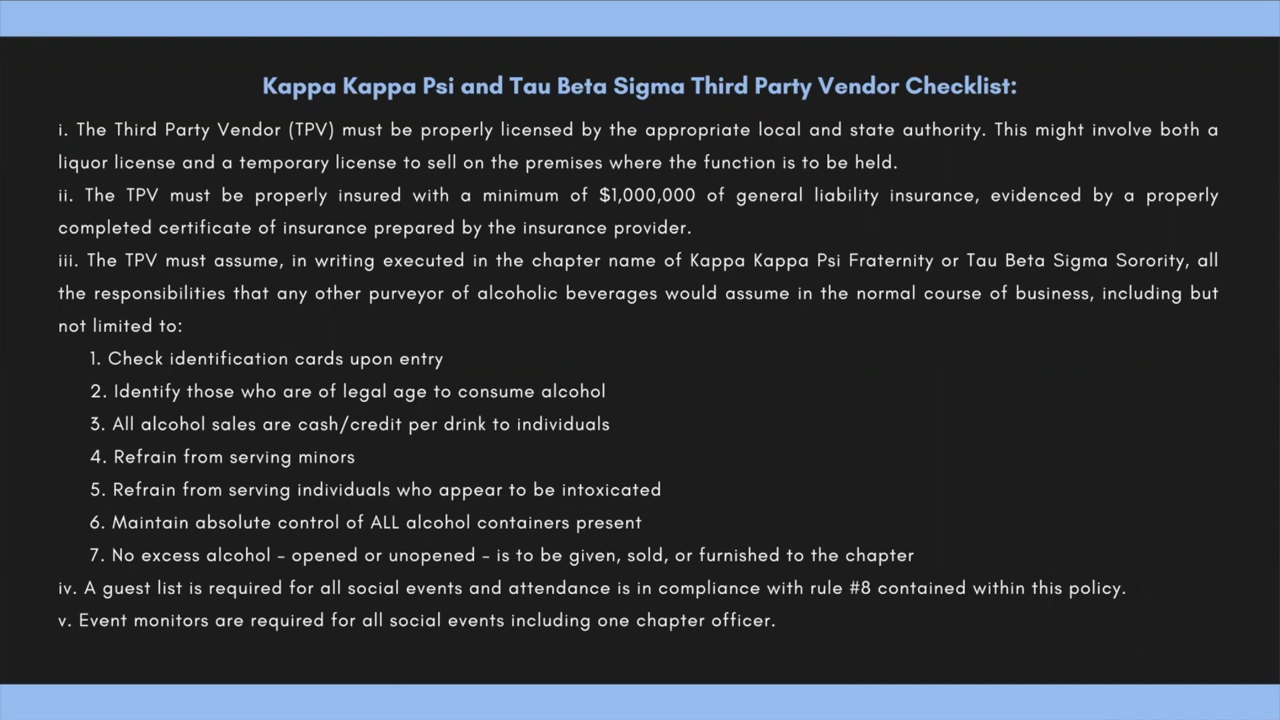 Kappa Kappa Psi and Tau Beta Sigma Third Party Vendor Checklist:
i. The Third Party Vendor (TPV) must be properly licensed by the appropriate local and state authority. This might involve both a
liquor license and a temporary license to sell on the premises where the function is to be held.
ii. The TPV must be properly insured with a minimum of $1,000,000 of general liability insurance, evidenced by a properly
completed certificate of insurance prepared by the insurance provider.
iii. The TPV must assume, in writing executed in the chapter name of Kappa Kappa Psi Fraternity or Tau Beta Sigma Sorority, all
the responsibilities that any other purveyor of alcoholic beverages would assume in the normal course of business, including but
not limited to:
1. Check identification cards upon entry
2. Identify those who are of legal age to consume alcohol
3. All alcohol sales are cash/credit per drink to individuals
4. Refrain from serving minors
5. Refrain from serving individuals who appear to be intoxicated
6. Maintain absolute control of ALL alcohol containers present
7. No excess alcohol – opened or unopened – is to be given, sold, or furnished to the chapter
iv. A guest list is required for all social events and attendance is in compliance with rule #8 contained within this policy.
v. Event monitors are required for all social events including one chapter officer.